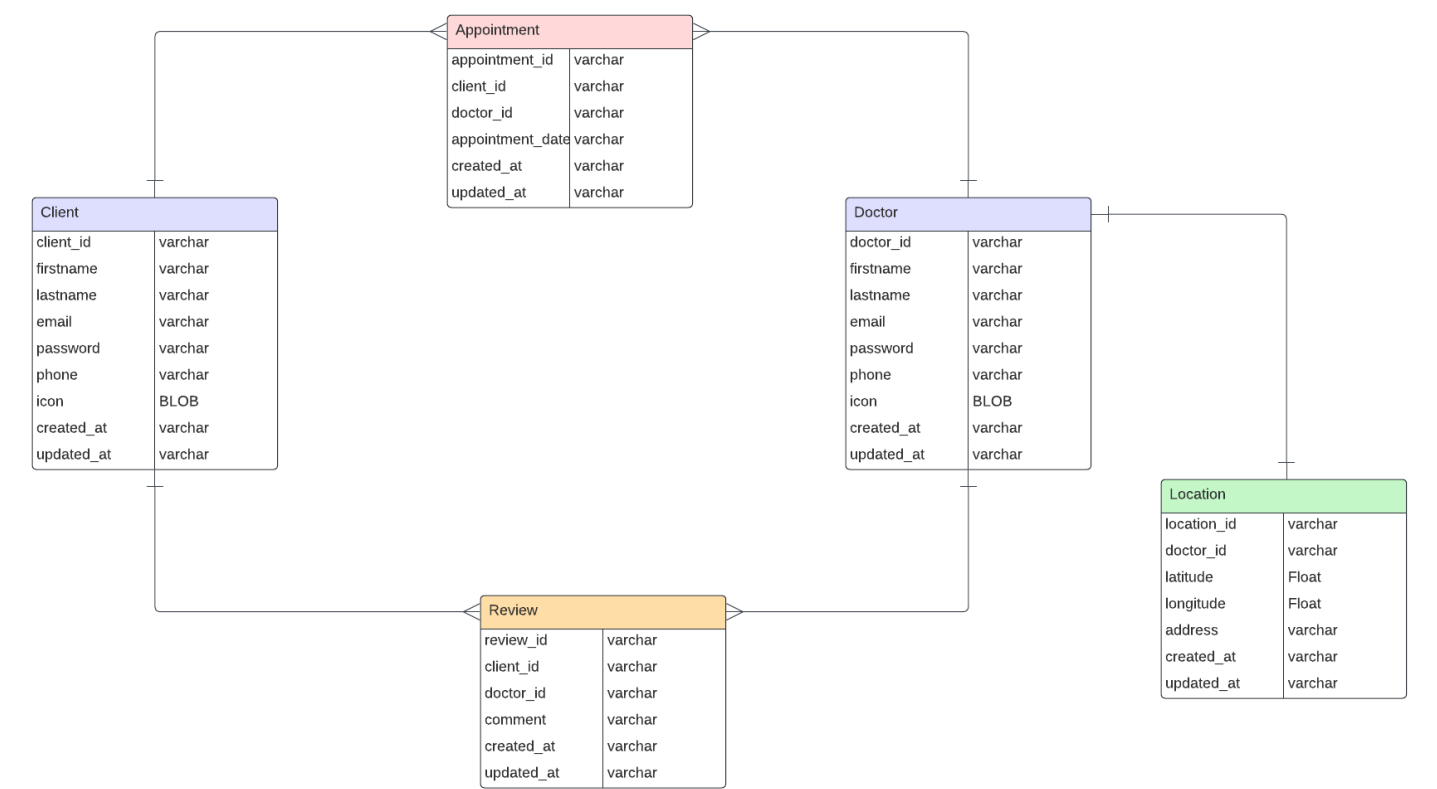 Appointment
appointment_id varchar
client_id varchar
doctor_id varchar
appointment_date varchar
created_at varchar
updated_at varchar
Client
client_id varchar
firstname varchar
lastname varchar
email varchar
password varchar
phone varchar
icon BLOB
created_at varchar
updated_at varchar
Doctor
doctor_id varchar
firstname varchar
lastname varchar
email varchar
password varchar
phone varchar
icon BLOB
created_at varchar
updated_at varchar
Location
location_id varchar
doctor_id varchar
latitude Float
longitude Float
address varchar
created_at varchar
updated_at varchar
Review
review_id varchar
client_id varchar
doctor_id varchar
comment varchar
created_at varchar
updated_at varchar